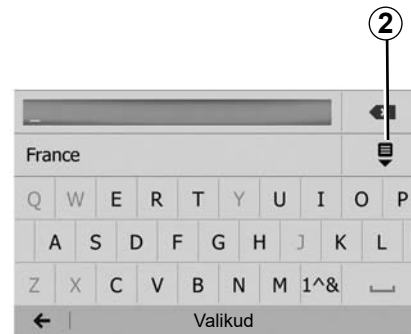 2
_
France
Q W E R T Y U I O P
A S D F G H J K L
Z X C V B N M 1^&
Valikud